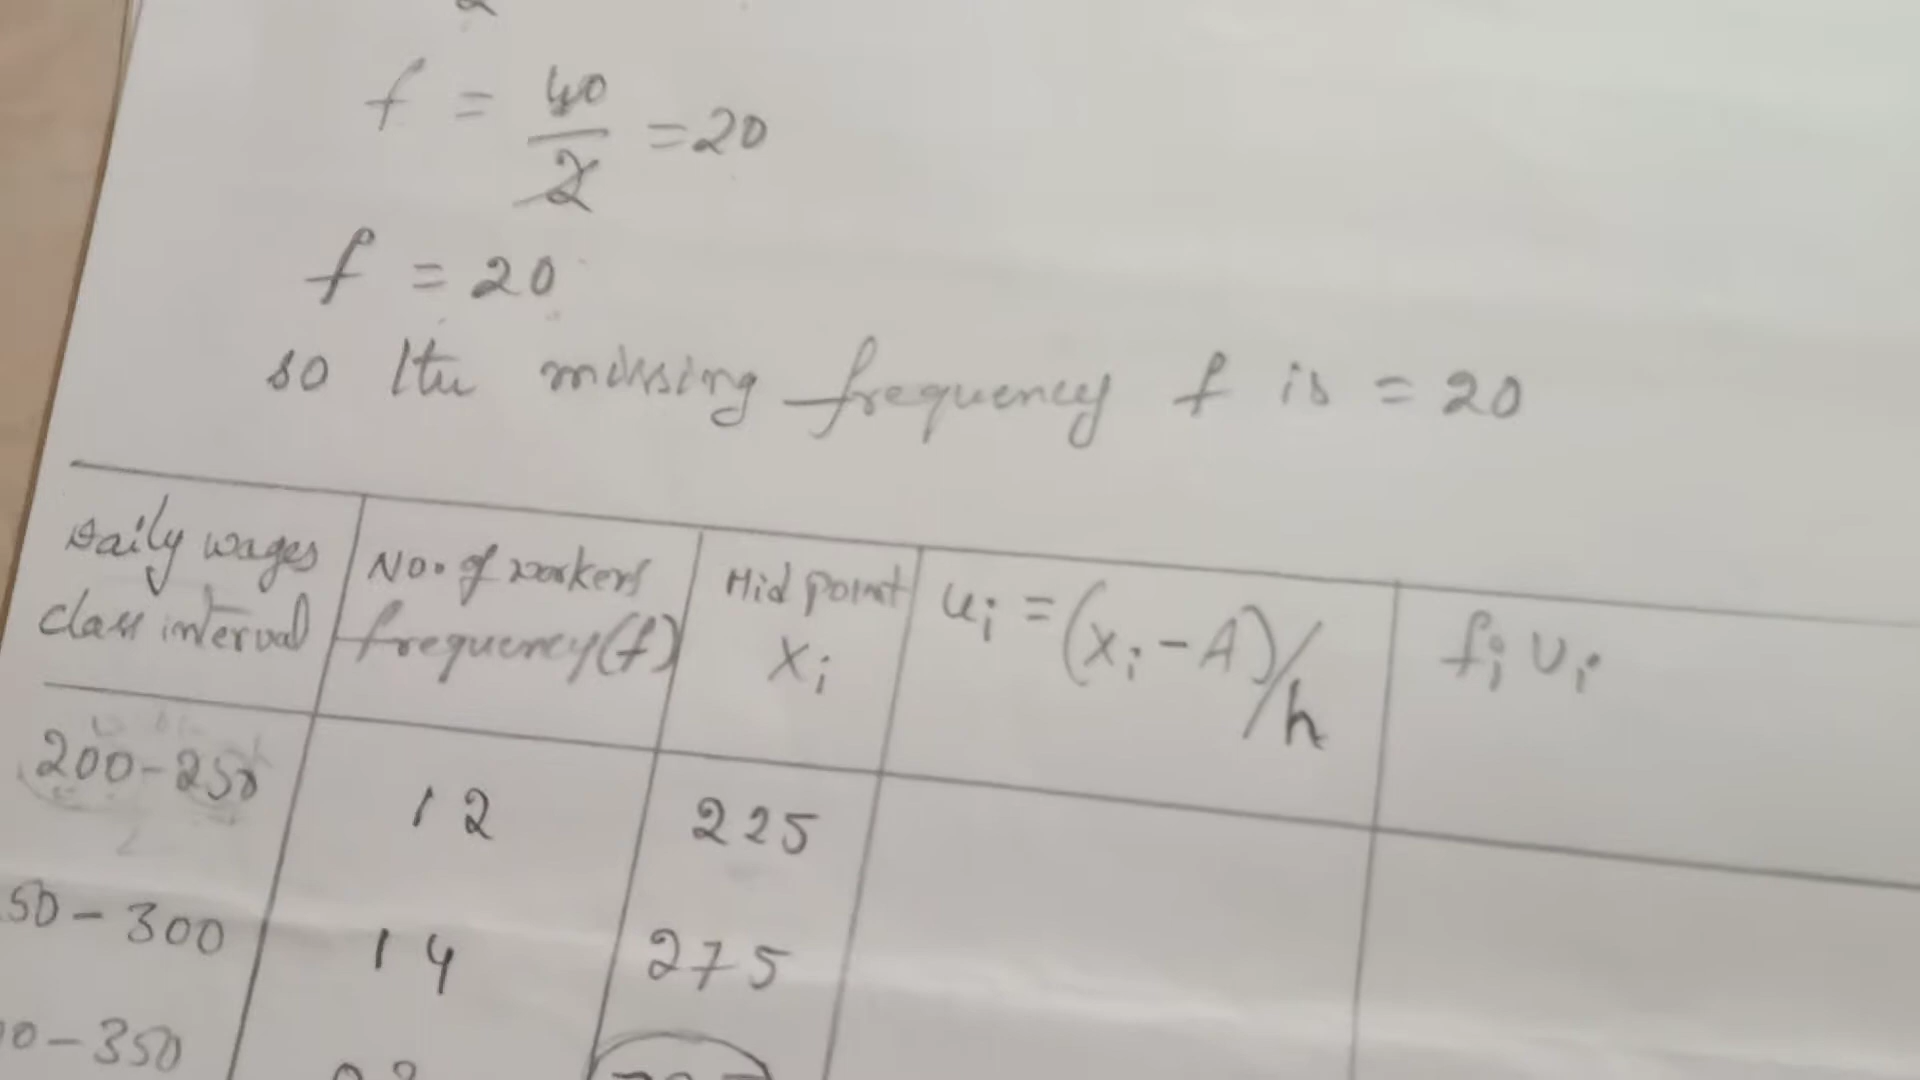 f = 40/2 = 20
f = 20
so the missing frequency f is = 20
Daily wages class interval | No. of workers frequency (f) | Mid point Xi | ui = (xi - A)/h | fi ui
200-250 | 12 | 225
50-300 | 14 | 275
0-350